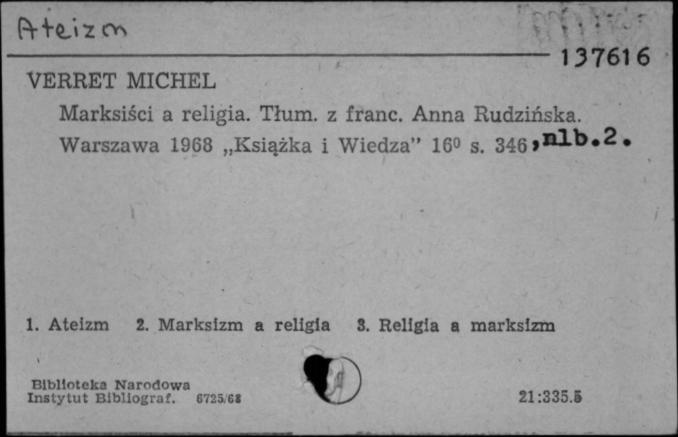 Ateizm
137616
VERRET MICHEL
Marksiści a religia. Tłum. z franc. Anna Rudzińska.
Warszawa 1968 „Książka i Wiedza” 16⁰ s. 346, nlb.2.
1. Ateizm 2. Marksizm a religia 3. Religia a marksizm
Biblioteka Narodowa
Instytut Bibliograf. 6725/68
21:335.5